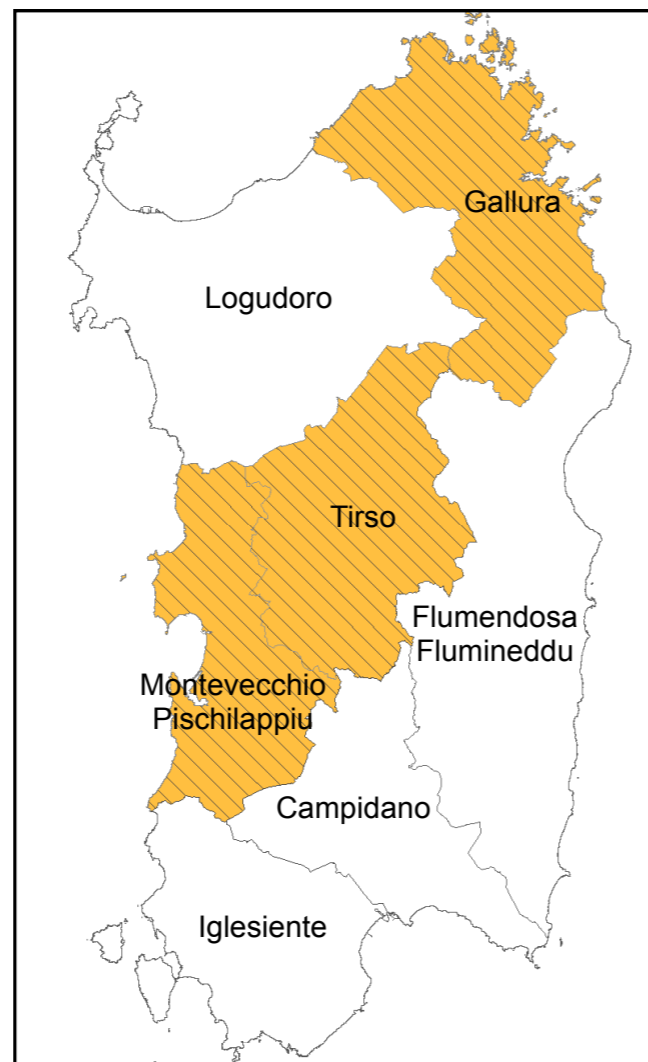 Gallura
Logudoro
Tirso
Flumendosa
Flumineddu
Montevecchio
Pischilappiu
Campidano
Iglesiente